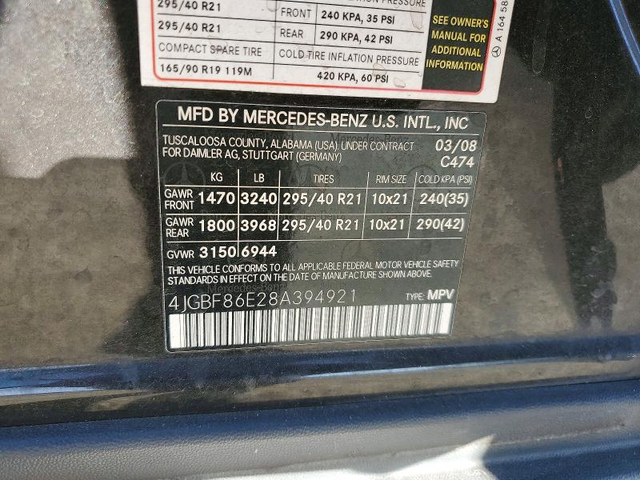 295/40 R21
FRONT 240 KPA, 35 PSI
295/40 R21 REAR 290 KPA, 42 PSI
COMPACT SPARE TIRE COLD TIRE INFLATION PRESSURE
165/90 R19 119M 420 KPA, 60 PSI
SEE OWNER'S
MANUAL FOR
ADDITIONAL
INFORMATION
A 164 58
MFD BY MERCEDES-BENZ U.S. INTL., INC
TUSCALOOSA COUNTY, ALABAMA (USA) UNDER CONTRACT 03/08
FOR DAIMLER AG, STUTTGART (GERMANY) C474
KG LB TIRES RIM SIZE COLD KPA (PSI)
GAWR FRONT 1470 3240 295/40 R21 10x21 240(35)
GAWR REAR 1800 3968 295/40 R21 10x21 290(42)
GVWR 3150 6944
THIS VEHICLE CONFORMS TO ALL APPLICABLE FEDERAL MOTOR VEHICLE SAFETY
STANDARDS IN EFFECT ON THE DATE OF MANUFACTURE SHOWN ABOVE.
4JGBF86E28A394921 TYPE: MPV